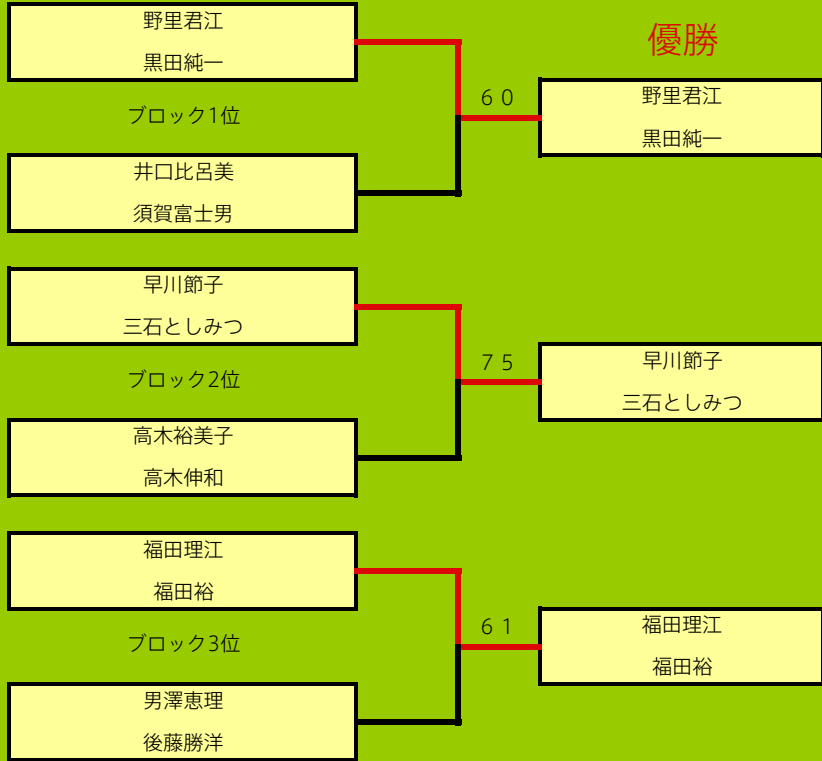 優勝
野里君江
黒田純一
ブロック1位
井口比呂美
須賀富士男
６０
野里君江
黒田純一
早川節子
三石としみつ
ブロック2位
高木裕美子
高木伸和
７５
早川節子
三石としみつ
福田理江
福田裕
ブロック3位
男澤恵理
後藤勝洋
６１
福田理江
福田裕